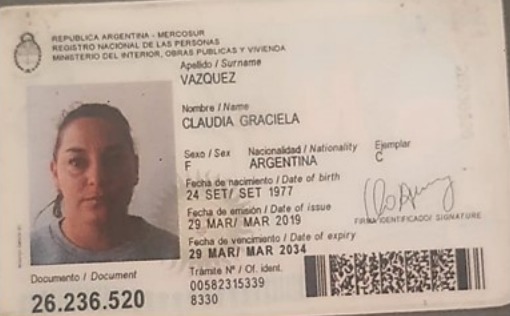 REPUBLICA ARGENTINA - MERCOSUR
REGISTRO NACIONAL DE LAS PERSONAS
MINISTERIO DEL INTERIOR, OBRAS PUBLICAS Y VIVIENDA
Apellido / Surname
VAZQUEZ
Nombre / Name
CLAUDIA GRACIELA
Sexo / Sex Nacionalidad / Nationality Ejemplar
F ARGENTINA C
Fecha de nacimiento / Date of birth
24 SET/ SET 1977
Fecha de emisión / Date of issue
29 MAR/ MAR 2019
FIRMA IDENTIFICADO/ SIGNATURE
Fecha de vencimiento / Date of expiry
29 MAR/ MAR 2034
Documento / Document
26.236.520
Trámite Nº / Of. ident.
00582315339
8330